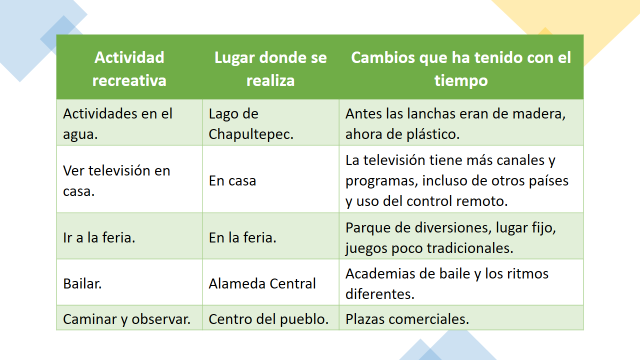 Actividad
recreativa
Lugar donde se
realiza
Cambios que ha tenido con el
tiempo
Actividades en el
agua.
Lago de
Chapultepec.
Antes las lanchas eran de madera,
ahora de plástico.
Ver televisión en
casa.
En casa
La televisión tiene más canales y
programas, incluso de otros países
y uso del control remoto.
Ir a la feria.
En la feria.
Parque de diversiones, lugar fijo,
juegos poco tradicionales.
Bailar.
Alameda Central
Academias de baile y los ritmos
diferentes.
Caminar y observar.
Centro del pueblo.
Plazas comerciales.